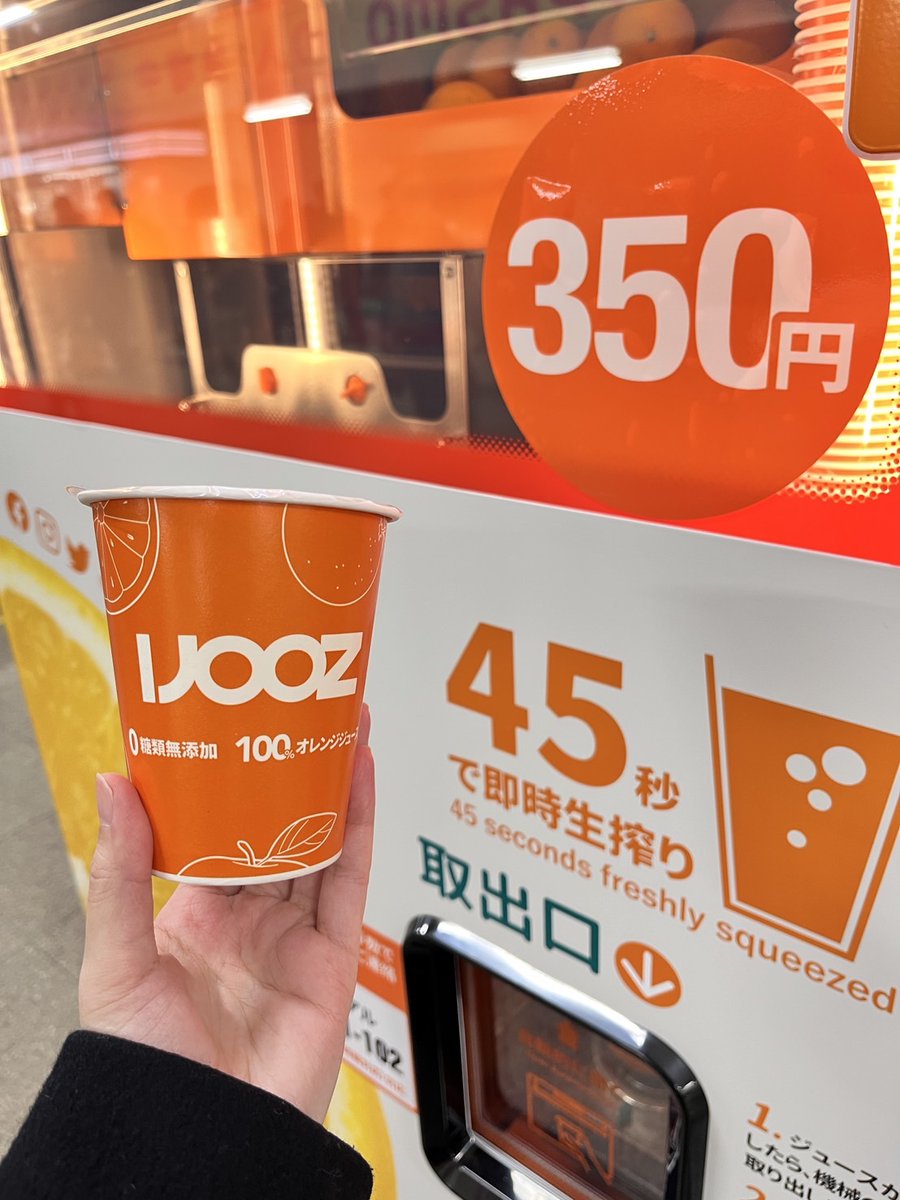 350円
IJOOZ
0糖類無添加 100%オレンジジュー
45秒
で即時生搾り
45 seconds freshly squeezed
取出口
-102
1. ジュースカ
したら、機械
取り出し